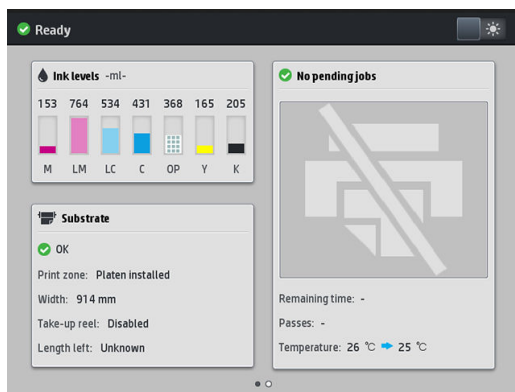 Ready
Ink levels -ml-
153 764 534 431 368 165 205
M LM LC C OP Y K
Substrate
OK
Print zone: Platen installed
Width: 914 mm
Take-up reel: Disabled
Length left: Unknown
No pending jobs
Remaining time: -
Passes: -
Temperature: 26 °C ➡ 25 °C